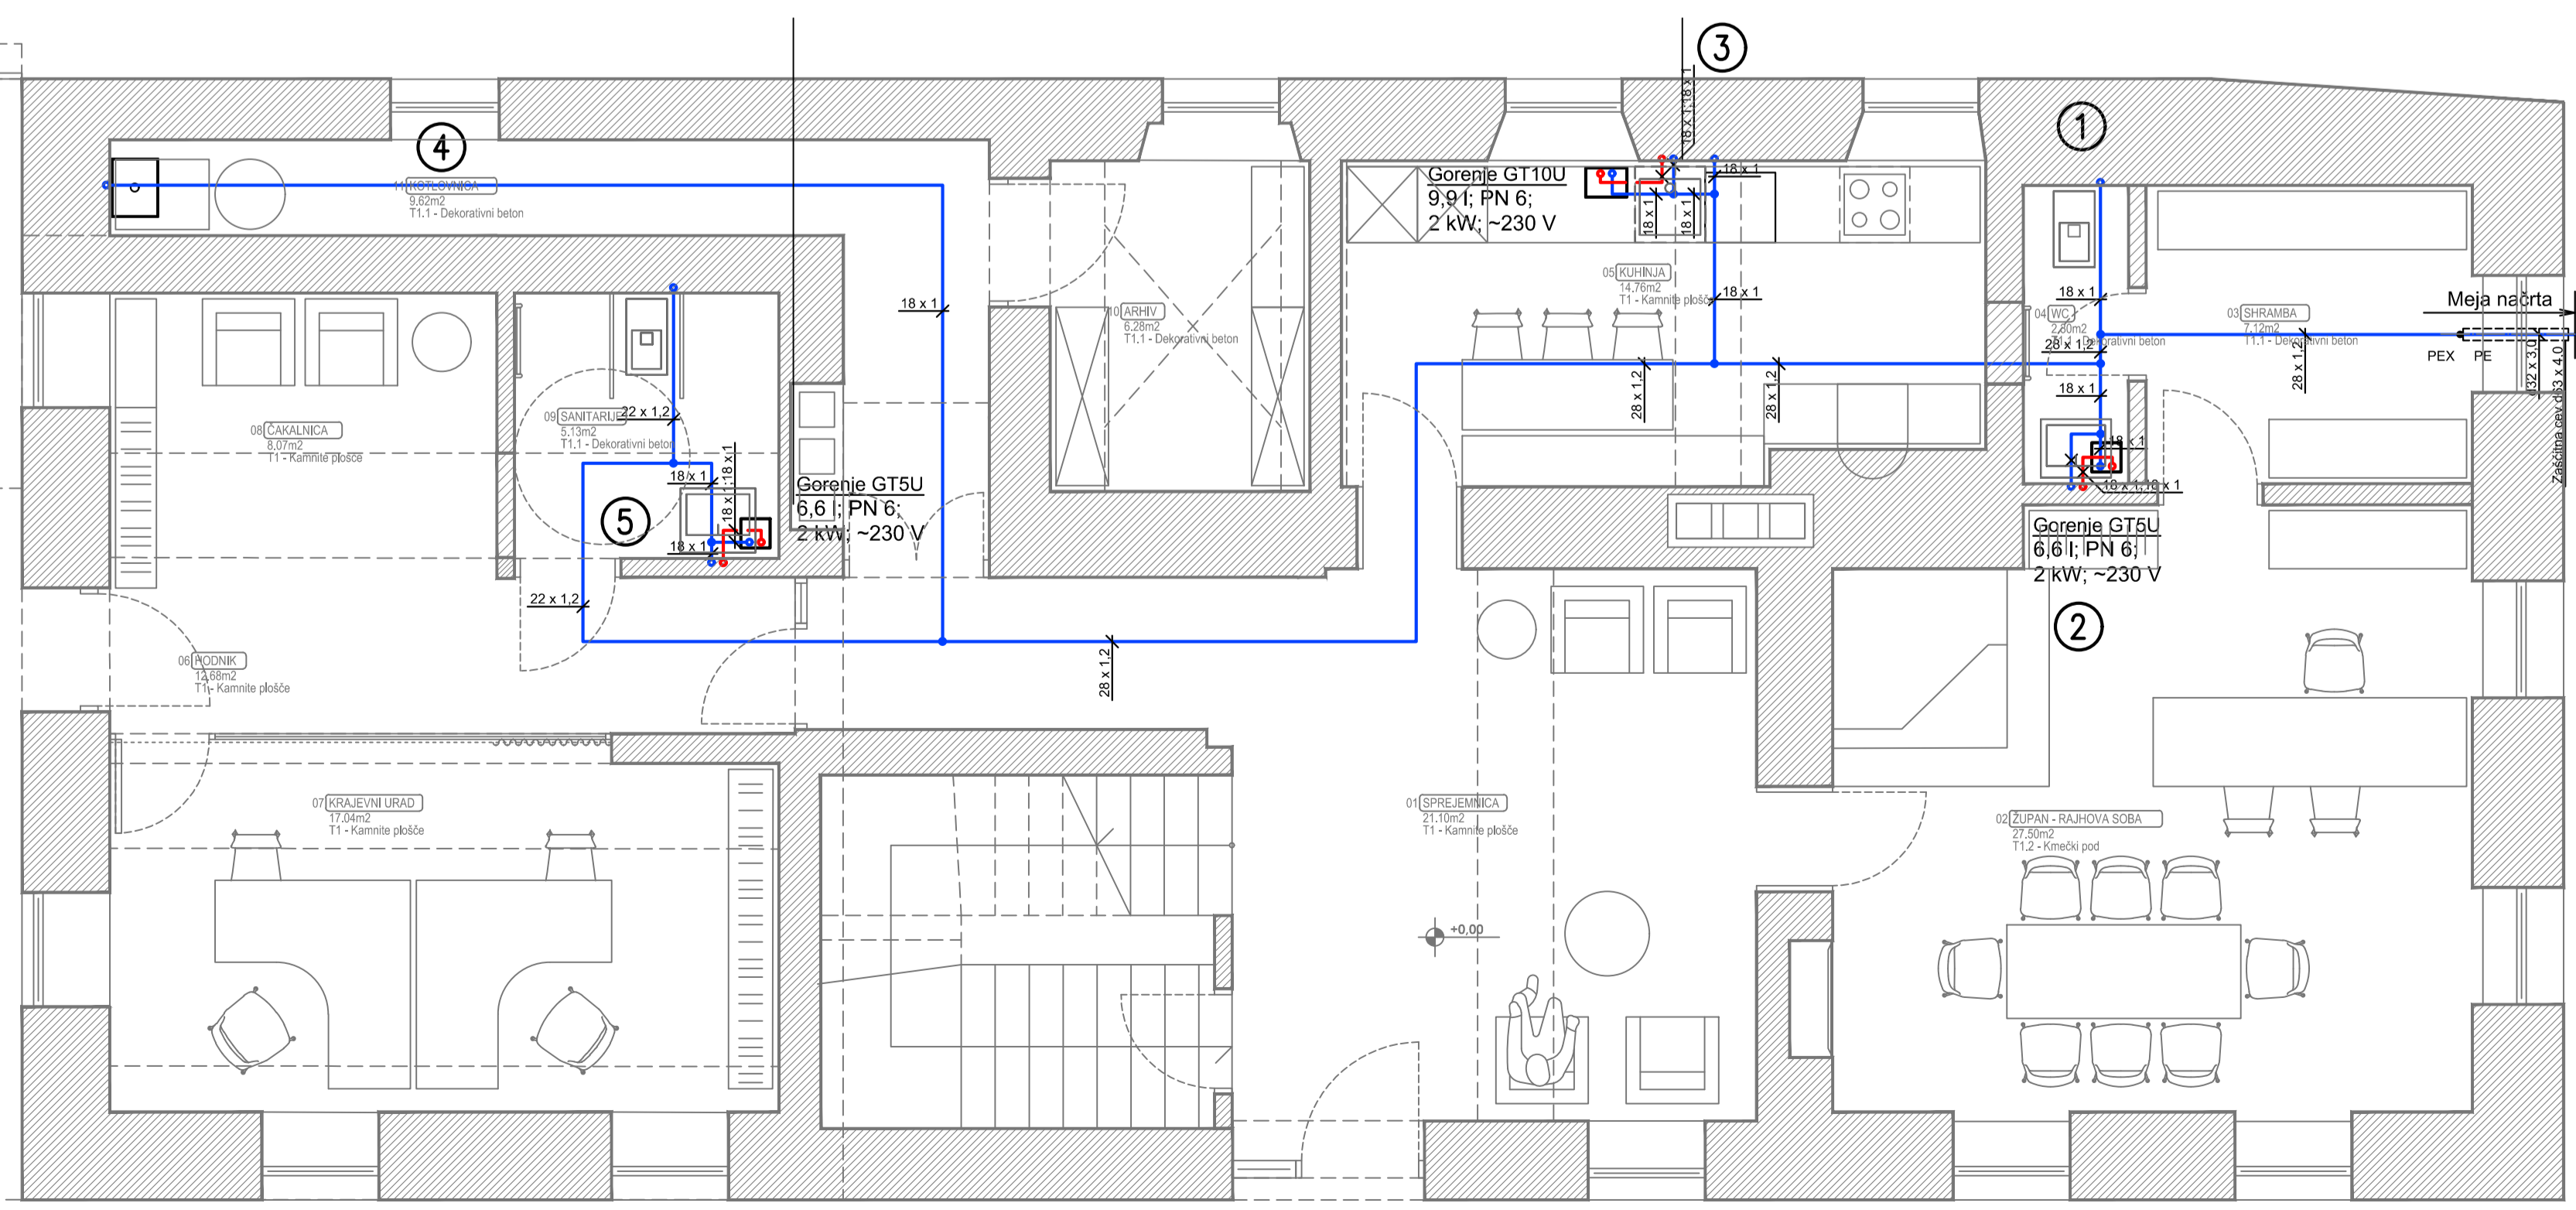 3
1
4
18 x 1;18 x 1
Gorenje GT10U
9,9 l; PN 6;
2 kW; ~230 V
18 x 1
18 x 1
18 x 1
11 KOTLOVNICA
9.62m2
T1.1 - Dekorativni beton
05 KUHINJA
14.76m2
T1 - Kamnite plošče
18 x 1
18 x 1
10 ARHIV
6.28m2
T1.1 - Dekorativni beton
18 x 1
04 WC
2.80m2
T1.1 - Dekorativni beton
28 x 1,2
18 x 1
03 SHRAMBA
7.12m2
T1.1 - Dekorativni beton
Meja načrta
PEX PE
28 x 1,2
d32 x 3,0
Zaščitna cev d63 x 4.0
28 x 1,2
28 x 1,2
09 SANITARIJE
5.13m2
T1.1 - Dekorativni beton
22 x 1,2
08 ČAKALNICA
8.07m2
T1 - Kamnite plošče
18 x 1
18 x 1;18 x 1
18 x 1
Gorenje GT5U
6,6 l; PN 6;
2 kW; ~230 V
5
18 x 1
18 x 1;18 x 1
Gorenje GT5U
6,6 l; PN 6;
2 kW; ~230 V
2
22 x 1,2
28 x 1,2
06 HODNIK
12.68m2
T1 - Kamnite plošče
07 KRAJEVNI URAD
17.04m2
T1 - Kamnite plošče
01 SPREJEMNICA
21.10m2
T1 - Kamnite plošče
02 ŽUPAN - RAJHOVA SOBA
27.50m2
T1.2 - Kmečki pod
+0,00